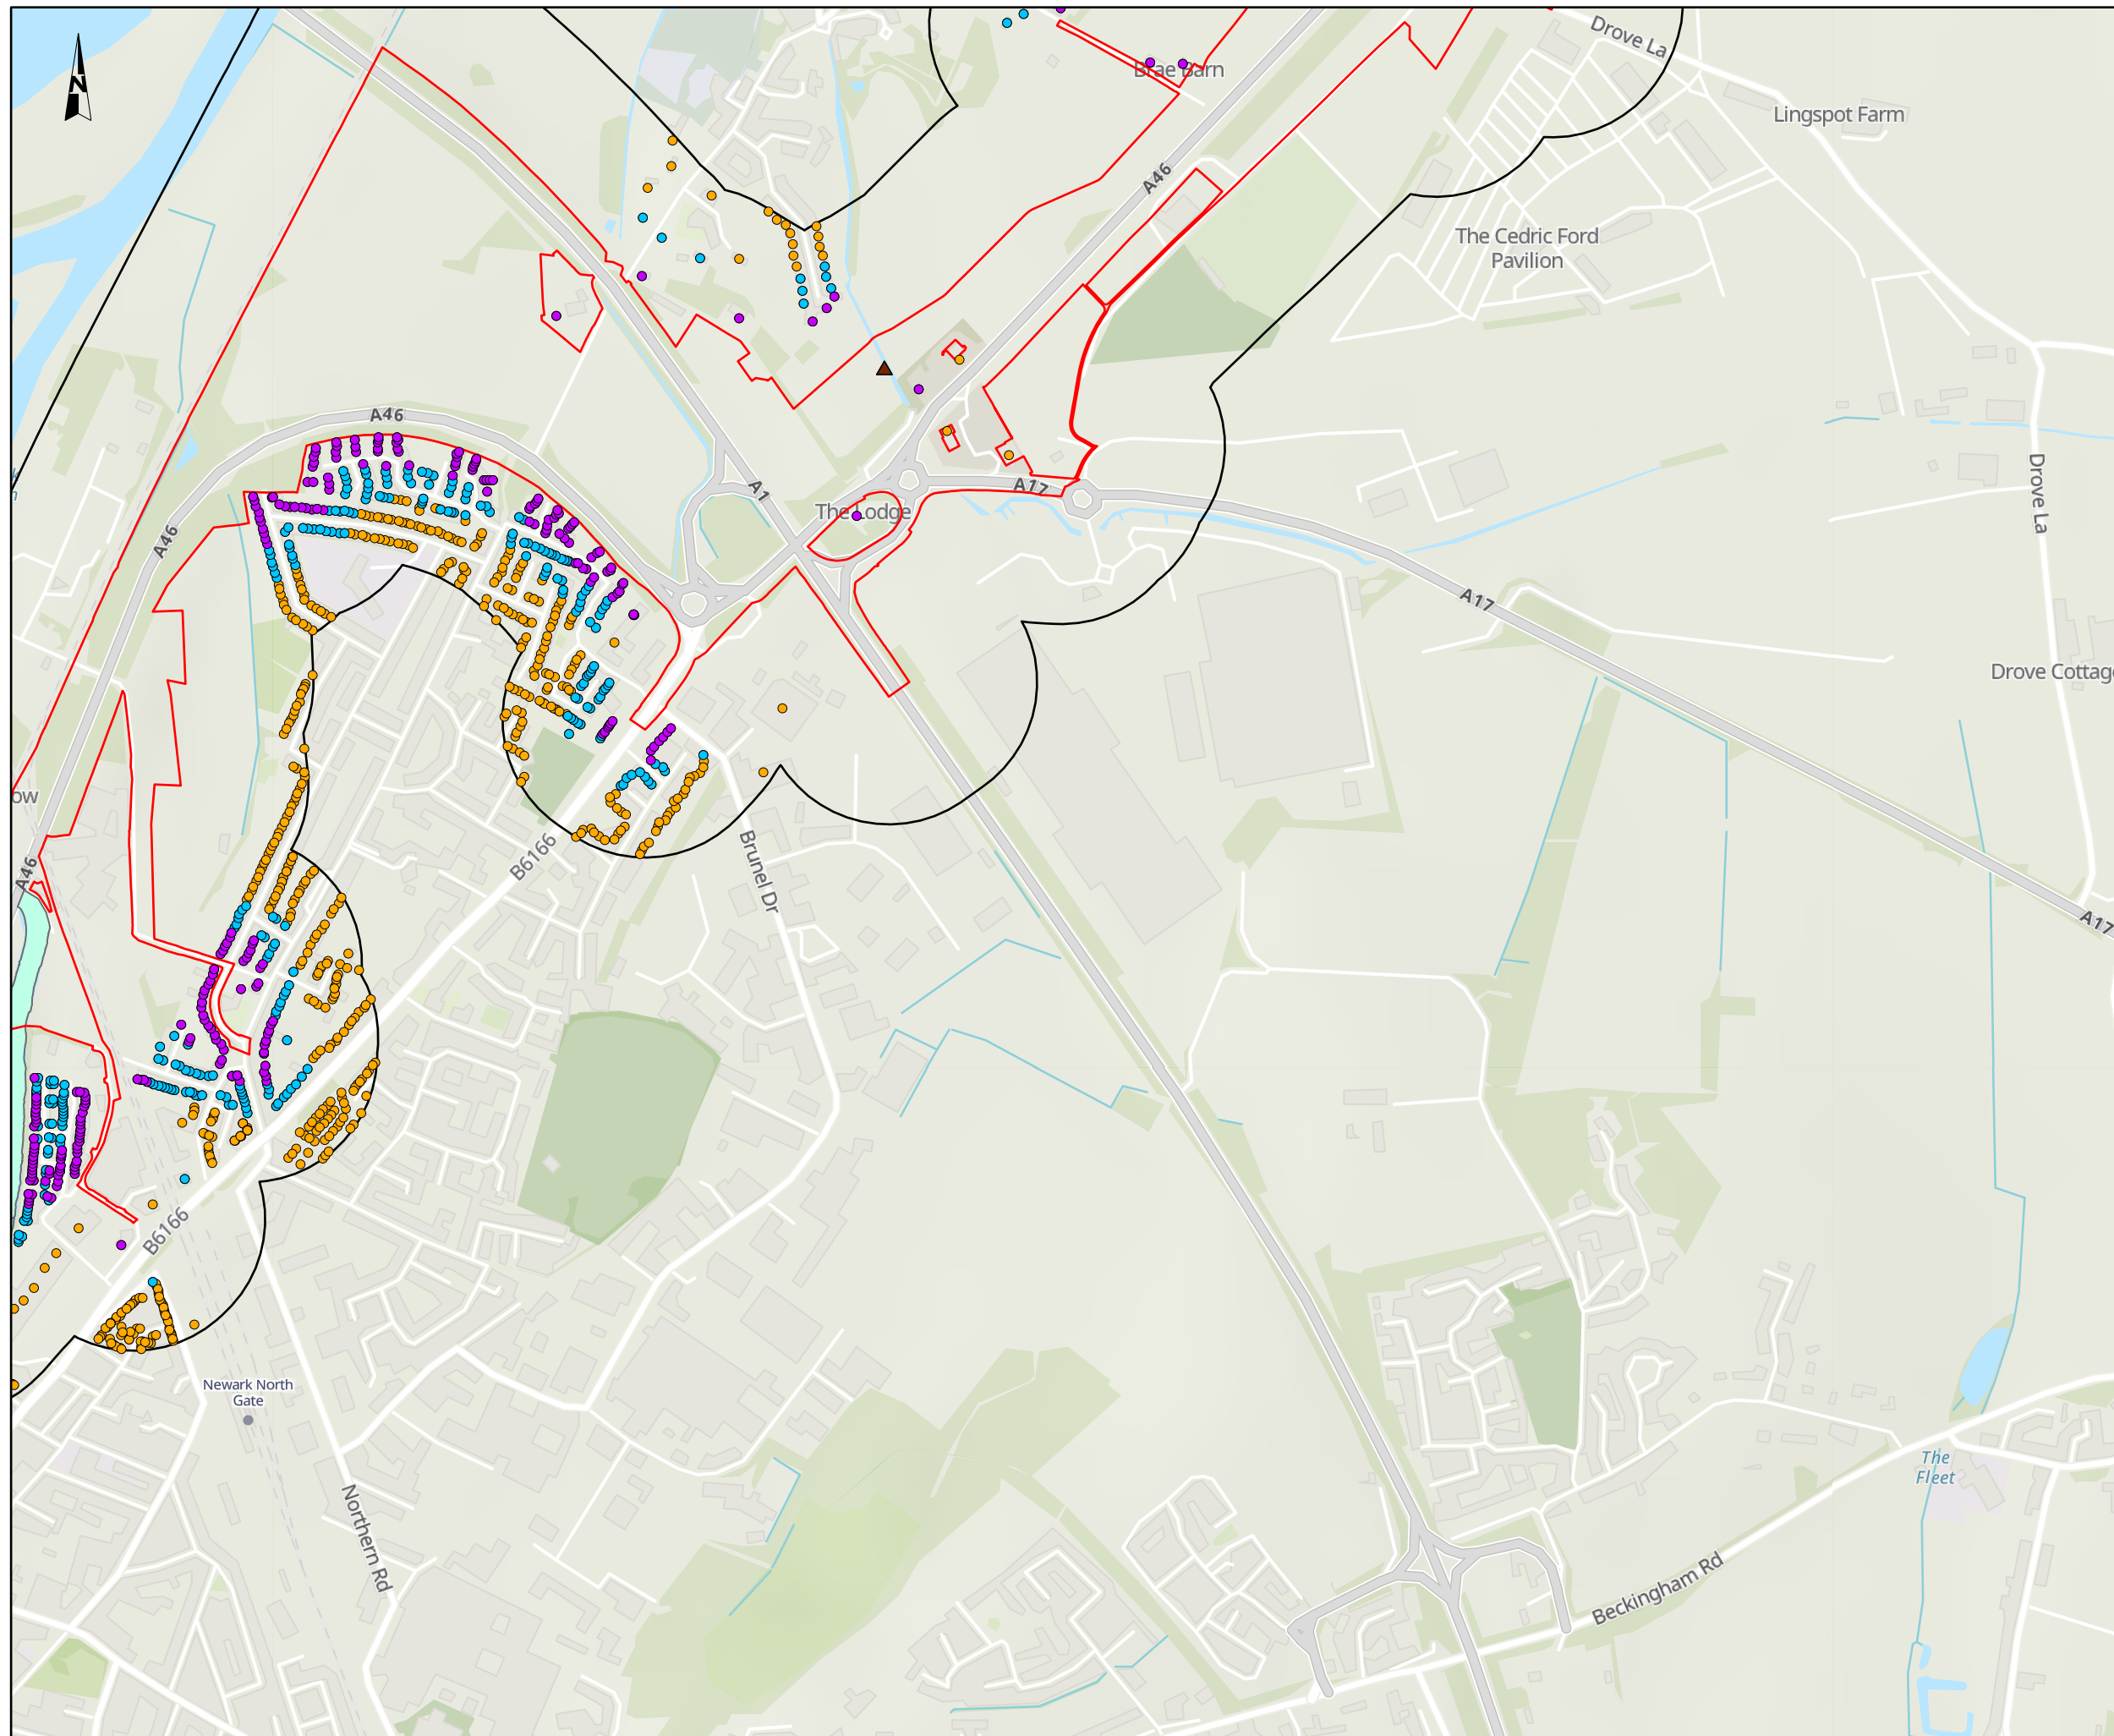 Drove La
N
Brae Barn
Lingspot Farm
A46
The Cedric Ford
Pavilion
A46
A1
A17
The Lodge
A46
Drove La
A17
Drove Cottag
ow
B6166
A46
Brunel Dr
A17
B6166
Newark North
Gate
The
Fleet
Northern Rd
Beckingham Rd